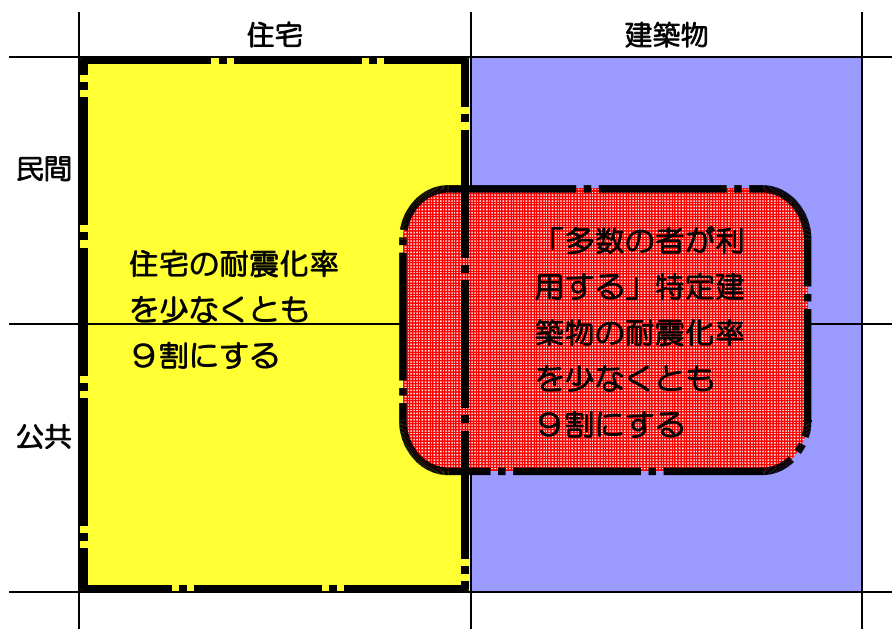 住宅
建築物
民間
住宅の耐震化率
を少なくとも
９割にする
「多数の者が利
用する」特定建
築物の耐震化率
を少なくとも
９割にする
公共